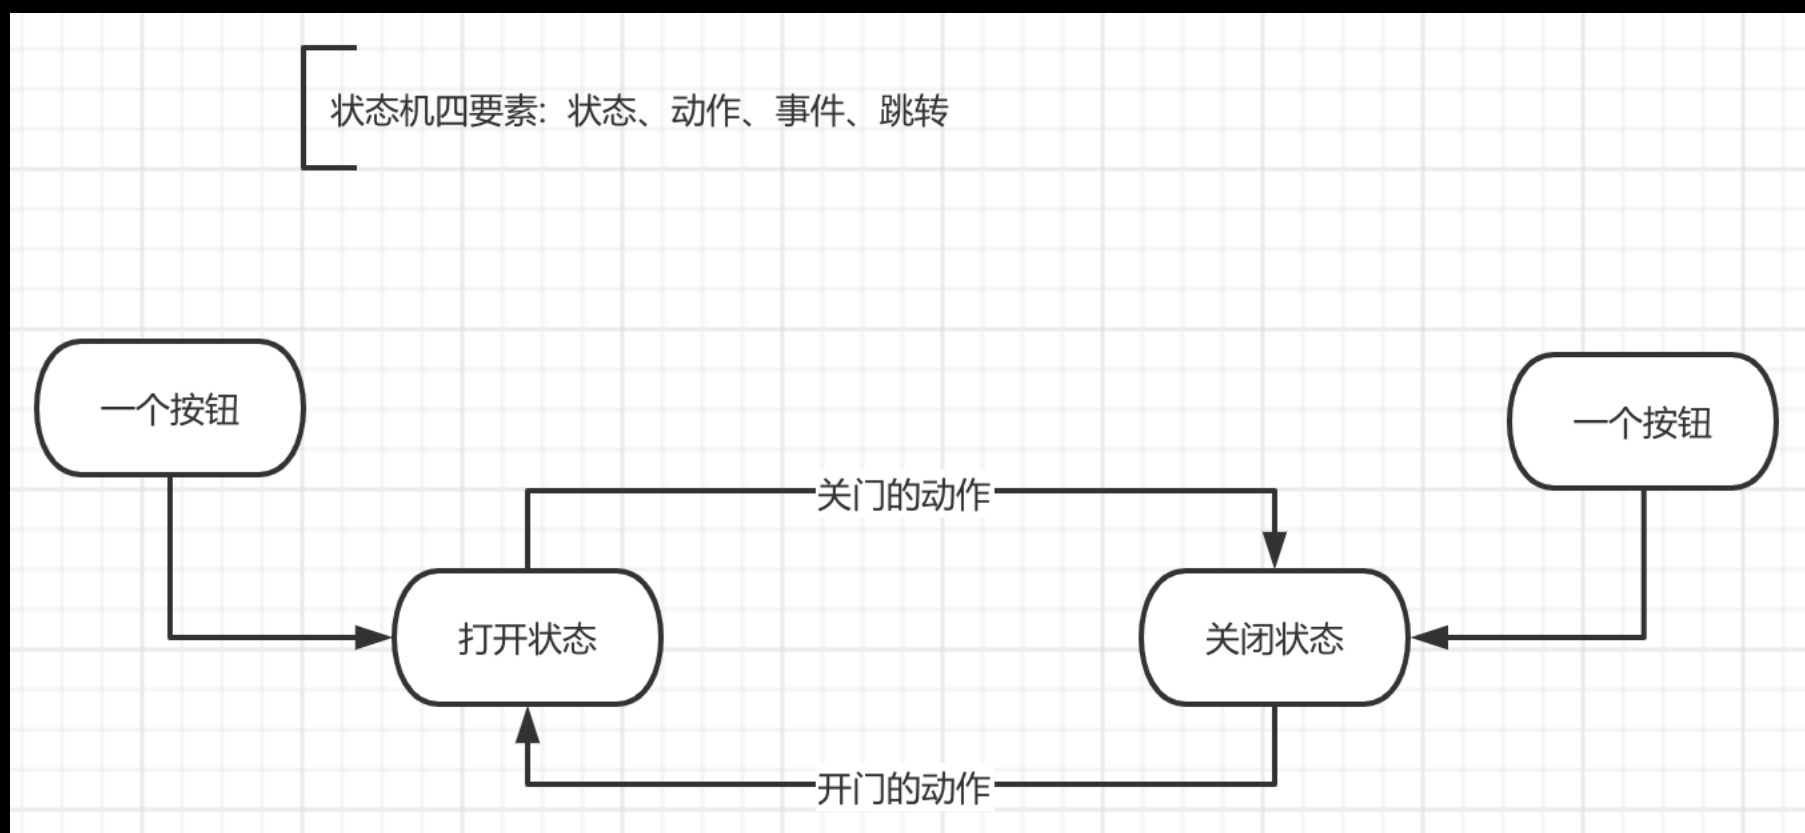 状态机四要素：状态、动作、事件、跳转
一个按钮
一个按钮
关门的动作
打开状态
关闭状态
开门的动作